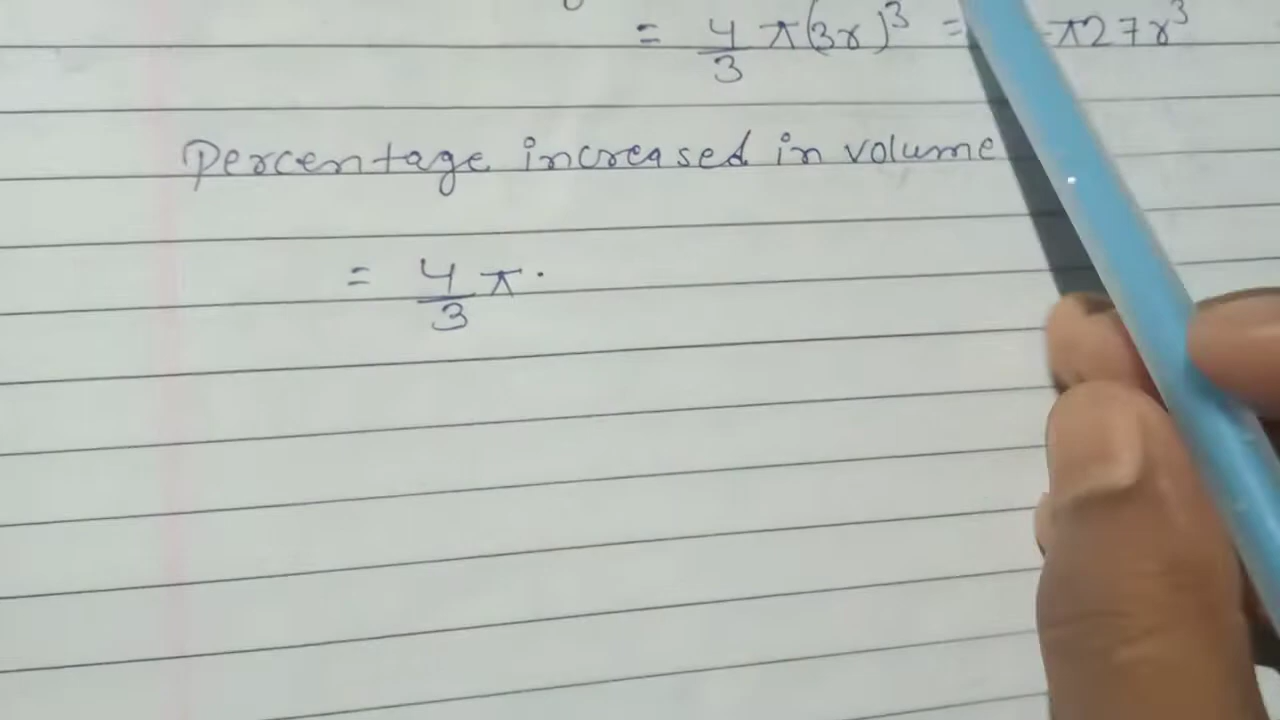 = 4/3 π(3r)³ = π27r³
Percentage increased in volume
= 4/3 π ·